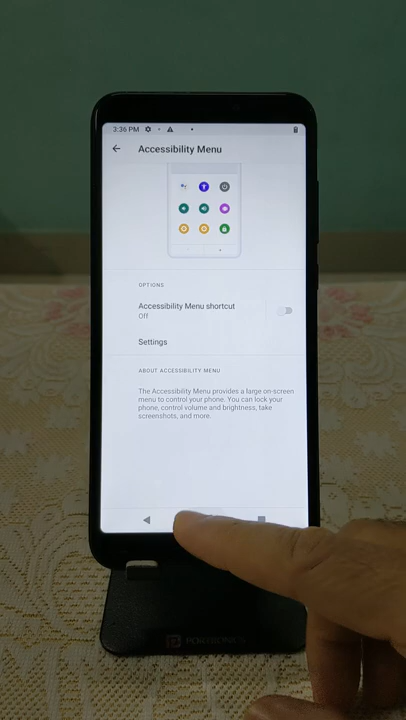 3:36 PM
Accessibility Menu
OPTIONS
Accessibility Menu shortcut
Off
Settings
ABOUT ACCESSIBILITY MENU
The Accessibility Menu provides a large on-screen
menu to control your phone. You can lock your
phone, control volume and brightness, take
screenshots, and more.
PORTRONICS